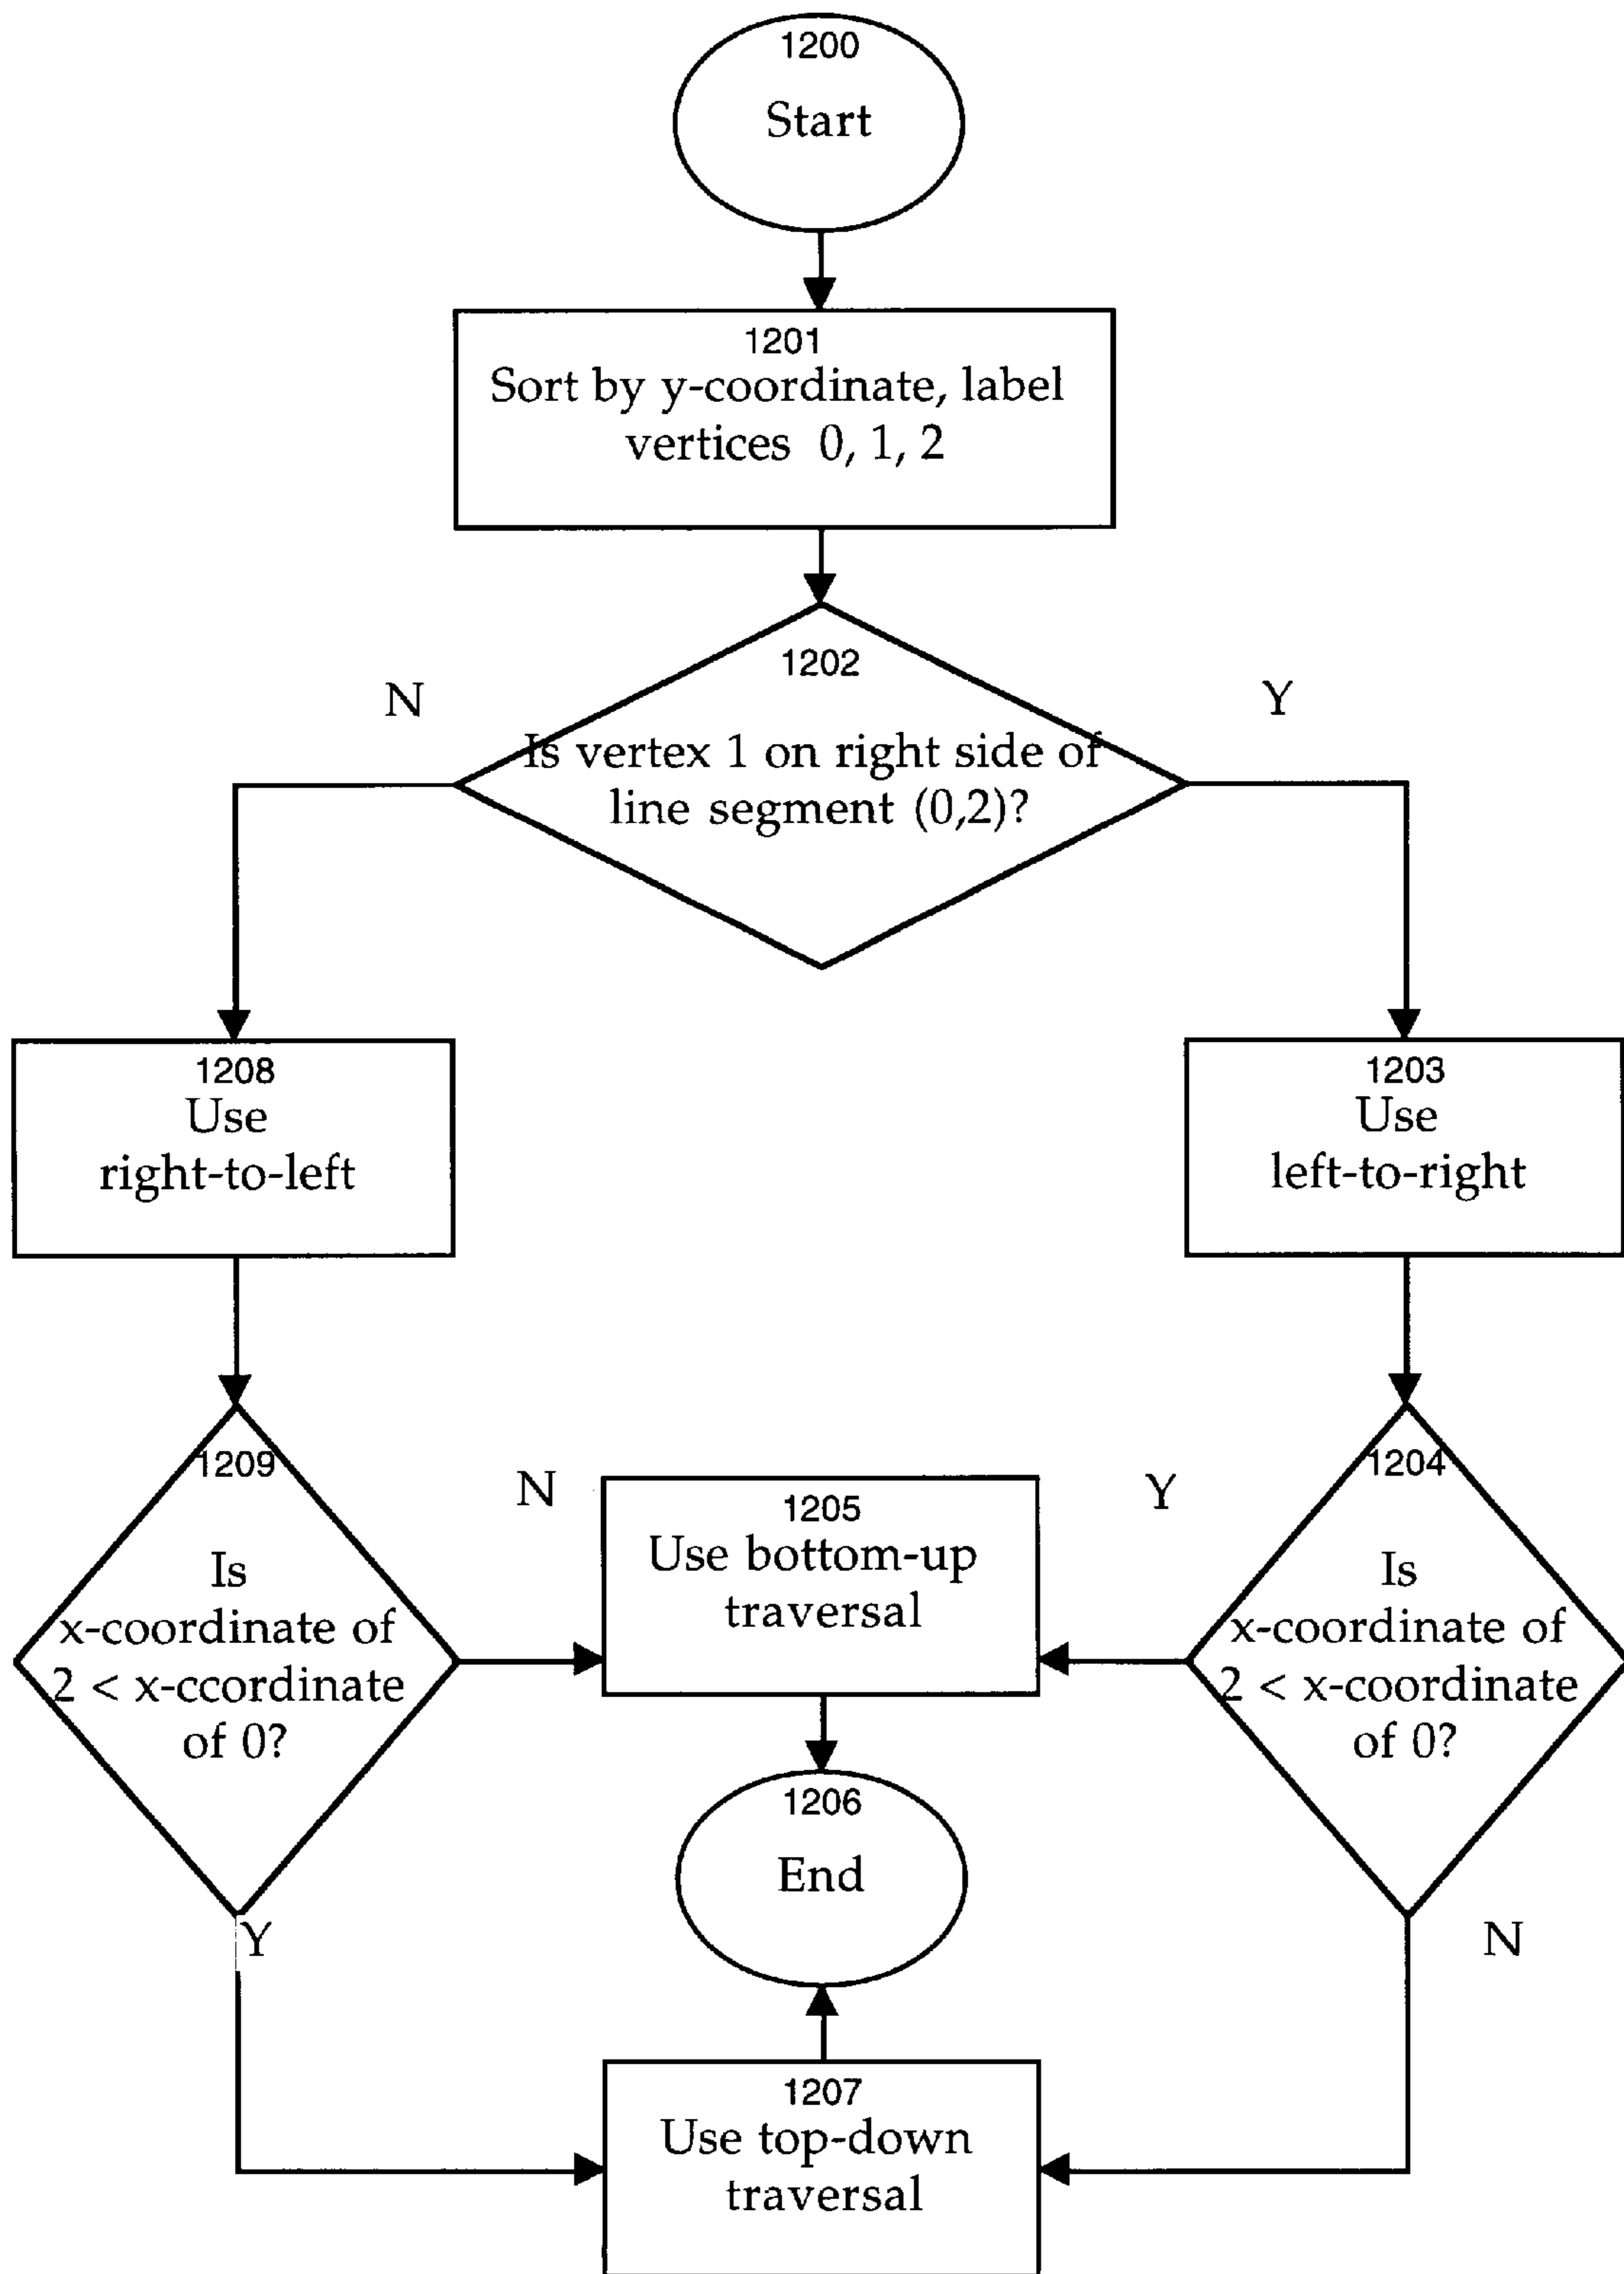 1200
Start
1201
Sort by y-coordinate, label
vertices 0, 1, 2
1202
N
Y
Is vertex 1 on right side of
line segment (0,2)?
1208
Use
right-to-left
1203
Use
left-to-right
1209
Is
x-coordinate of
2 < x-ccordinate
of 0?
N
Y
1205
Use bottom-up
traversal
Y
1204
Is
x-coordinate of
2 < x-coordinate
of 0?
N
1206
End
1207
Use top-down
traversal